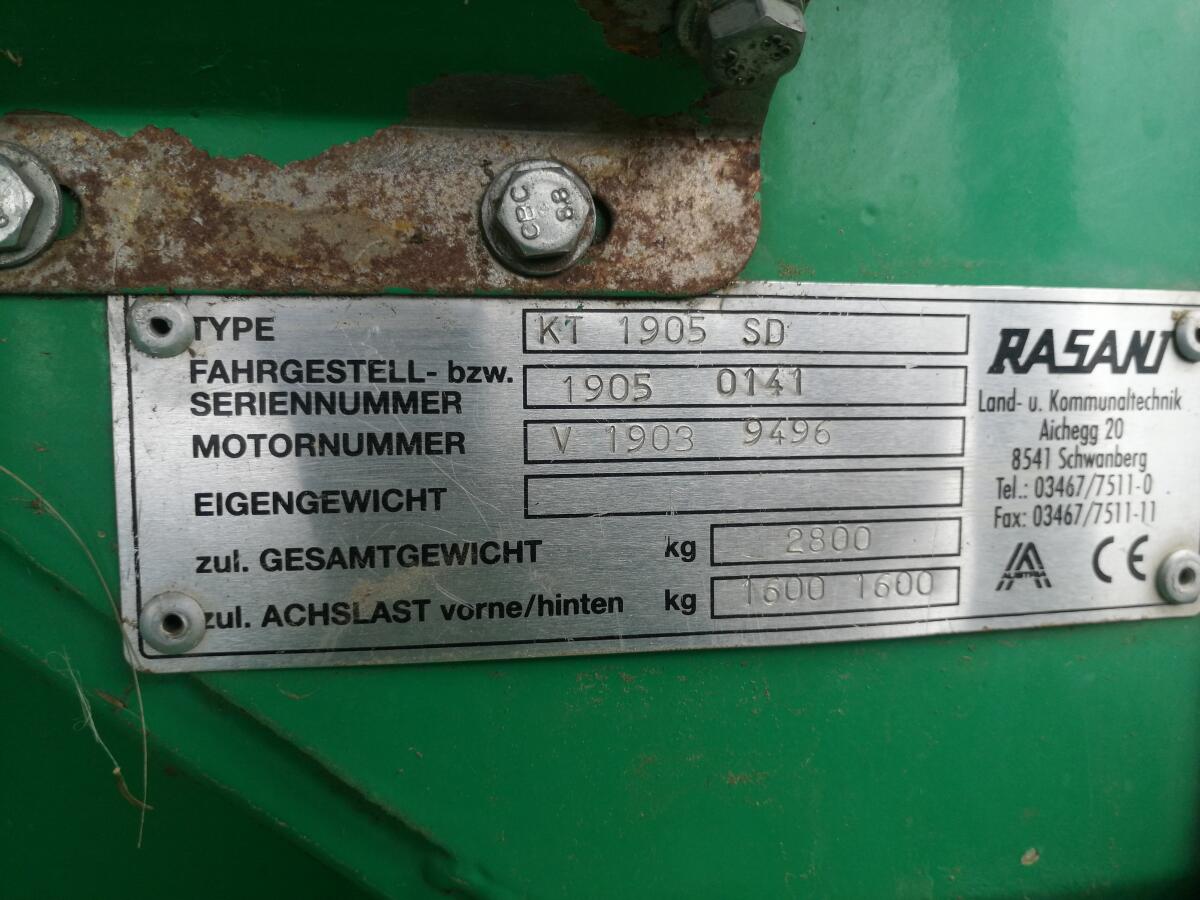 CBC 8.8
TYPE KT 1905 SD
FAHRGESTELL- bzw.
SERIENNUMMER 1905 0141
MOTORNUMMER V 1903 9496
EIGENGEWICHT
zul. GESAMTGEWICHT kg 2800
zul. ACHSLAST vorne/hinten kg 1600 1600
RASANT
Land- u. Kommunaltechnik
Aichegg 20
8541 Schwanberg
Tel.: 03467/7511-0
Fax: 03467/7511-11
AUSTRIA
CE